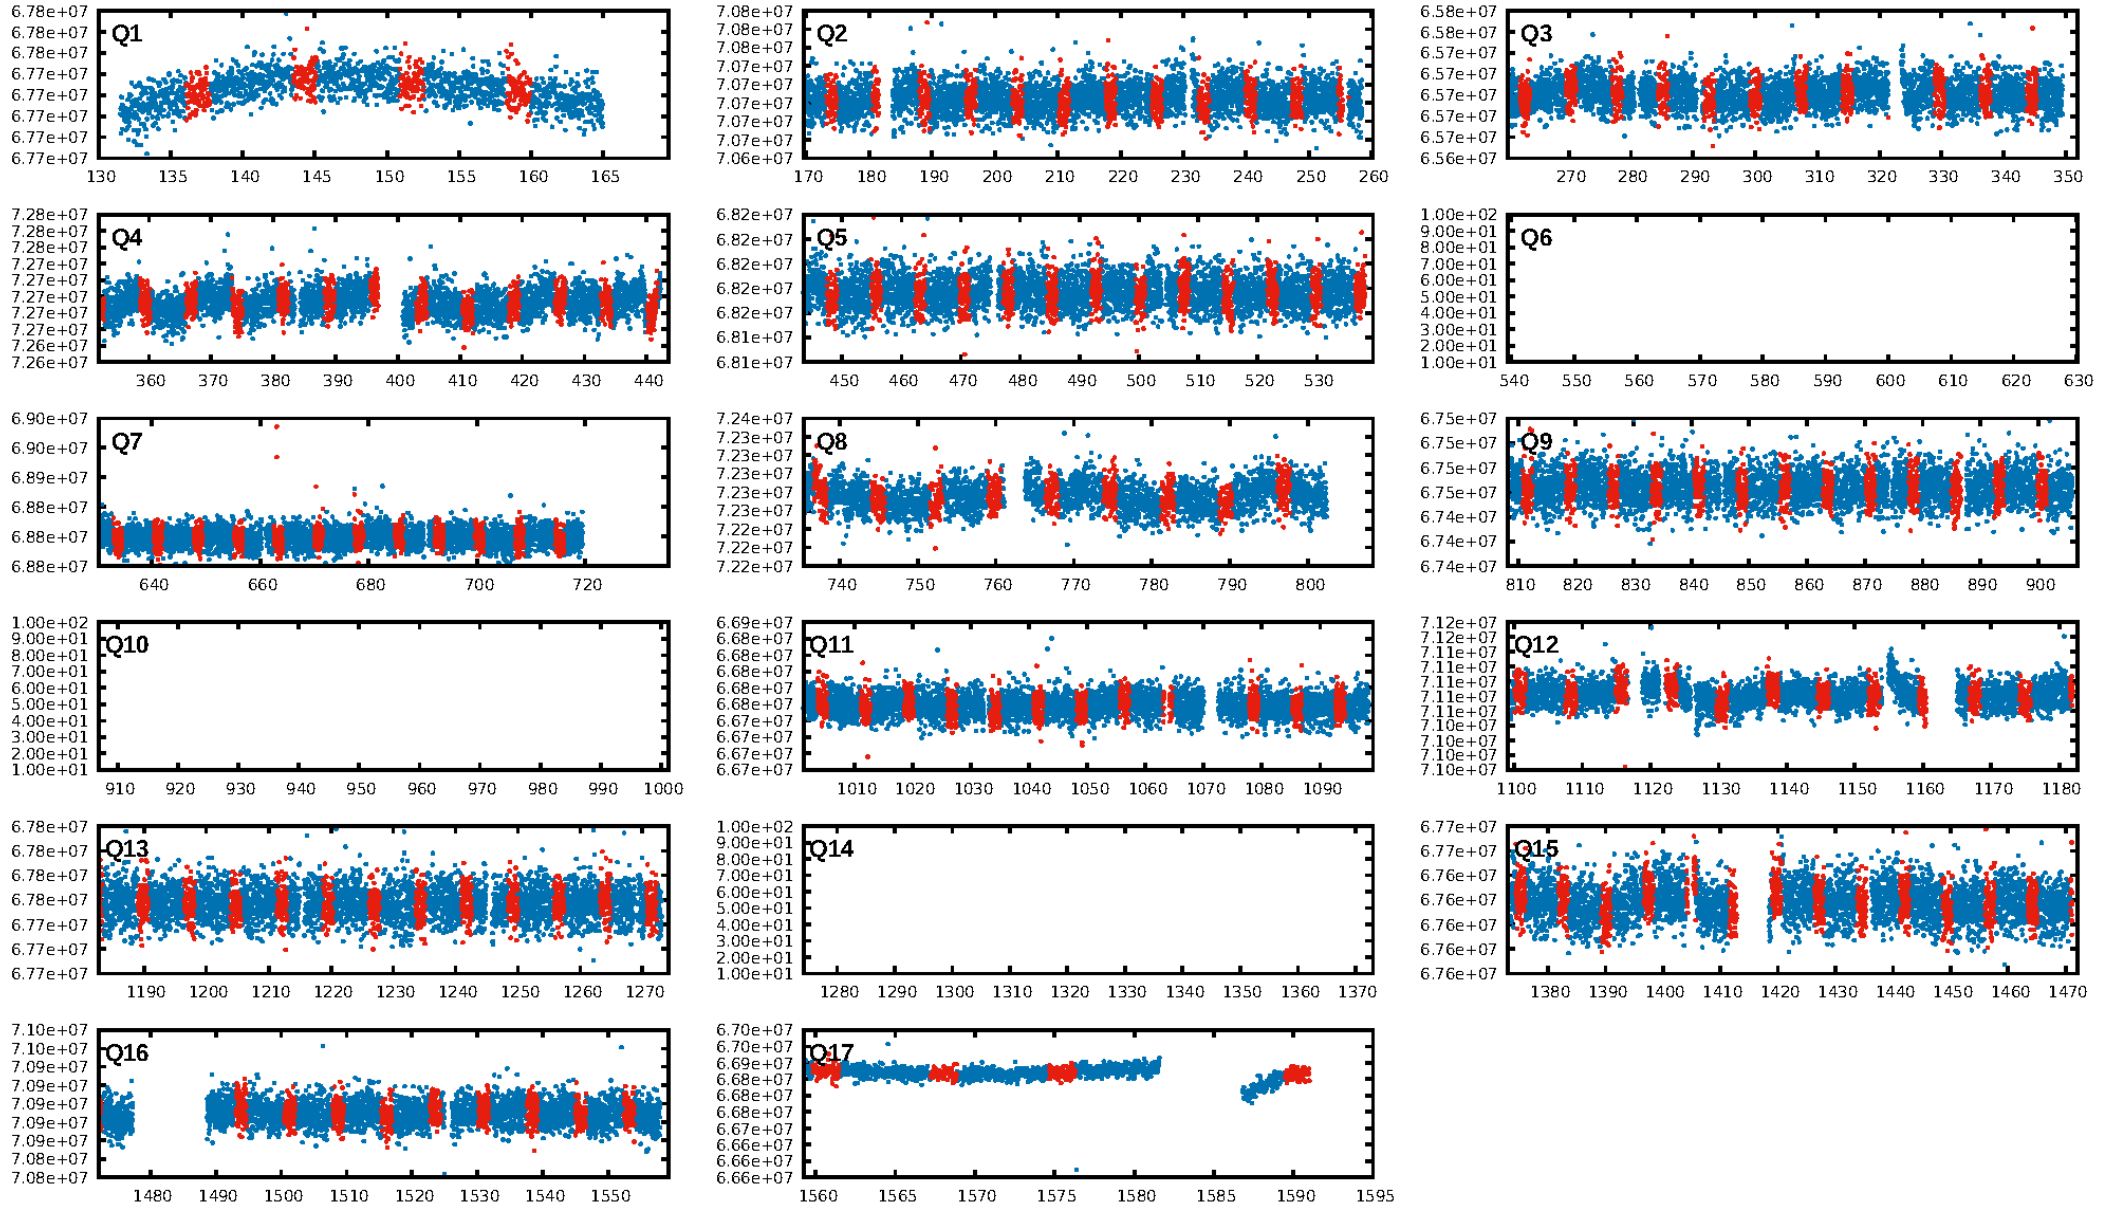 6.78e+07
6.78e+07
6.78e+07
6.77e+07
6.77e+07
6.77e+07
6.77e+07
6.77e+07
Q1
130 135 140 145 150 155 160 165
7.08e+07
7.08e+07
7.08e+07
7.07e+07
7.07e+07
7.07e+07
7.07e+07
7.07e+07
7.06e+07
Q2
170 180 190 200 210 220 230 240 250 260
6.58e+07
6.58e+07
6.57e+07
6.57e+07
6.57e+07
6.57e+07
6.57e+07
6.56e+07
Q3
270 280 290 300 310 320 330 340 350
7.28e+07
7.28e+07
7.28e+07
7.27e+07
7.27e+07
7.27e+07
7.27e+07
7.27e+07
7.26e+07
7.26e+07
Q4
360 370 380 390 400 410 420 430 440
6.82e+07
6.82e+07
6.82e+07
6.82e+07
6.82e+07
6.81e+07
6.81e+07
Q5
450 460 470 480 490 500 510 520 530
1.00e+02
9.00e+01
8.00e+01
7.00e+01
6.00e+01
5.00e+01
4.00e+01
3.00e+01
2.00e+01
1.00e+01
Q6
540 550 560 570 580 590 600 610 620 630
6.90e+07
6.90e+07
6.89e+07
6.88e+07
6.88e+07
6.88e+07
Q7
640 660 680 700 720
7.24e+07
7.23e+07
7.23e+07
7.23e+07
7.23e+07
7.23e+07
7.22e+07
7.22e+07
7.22e+07
Q8
740 750 760 770 780 790 800
6.75e+07
6.75e+07
6.75e+07
6.75e+07
6.74e+07
6.74e+07
6.74e+07
Q9
810 820 830 840 850 860 870 880 890 900
1.00e+02
9.00e+01
8.00e+01
7.00e+01
6.00e+01
5.00e+01
4.00e+01
3.00e+01
2.00e+01
1.00e+01
Q10
910 920 930 940 950 960 970 980 990 1000
6.69e+07
6.68e+07
6.68e+07
6.68e+07
6.68e+07
6.68e+07
6.67e+07
6.67e+07
6.67e+07
6.67e+07
Q11
1010 1020 1030 1040 1050 1060 1070 1080 1090
7.12e+07
7.12e+07
7.11e+07
7.11e+07
7.11e+07
7.11e+07
7.11e+07
7.10e+07
7.10e+07
7.10e+07
7.10e+07
Q12
1100 1110 1120 1130 1140 1150 1160 1170 1180
6.78e+07
6.78e+07
6.78e+07
6.78e+07
6.77e+07
6.77e+07
6.77e+07
Q13
1190 1200 1210 1220 1230 1240 1250 1260 1270
1.00e+02
9.00e+01
8.00e+01
7.00e+01
6.00e+01
5.00e+01
4.00e+01
3.00e+01
2.00e+01
1.00e+01
Q14
1280 1290 1300 1310 1320 1330 1340 1350 1360 1370
6.77e+07
6.77e+07
6.76e+07
6.76e+07
6.76e+07
6.76e+07
6.76e+07
Q15
1380 1390 1400 1410 1420 1430 1440 1450 1460 1470
7.10e+07
7.10e+07
7.09e+07
7.09e+07
7.09e+07
7.09e+07
7.09e+07
7.08e+07
7.08e+07
Q16
1480 1490 1500 1510 1520 1530 1540 1550
6.70e+07
6.70e+07
6.69e+07
6.68e+07
6.68e+07
6.68e+07
6.67e+07
6.66e+07
6.66e+07
6.66e+07
Q17
1560 1565 1570 1575 1580 1585 1590 1595